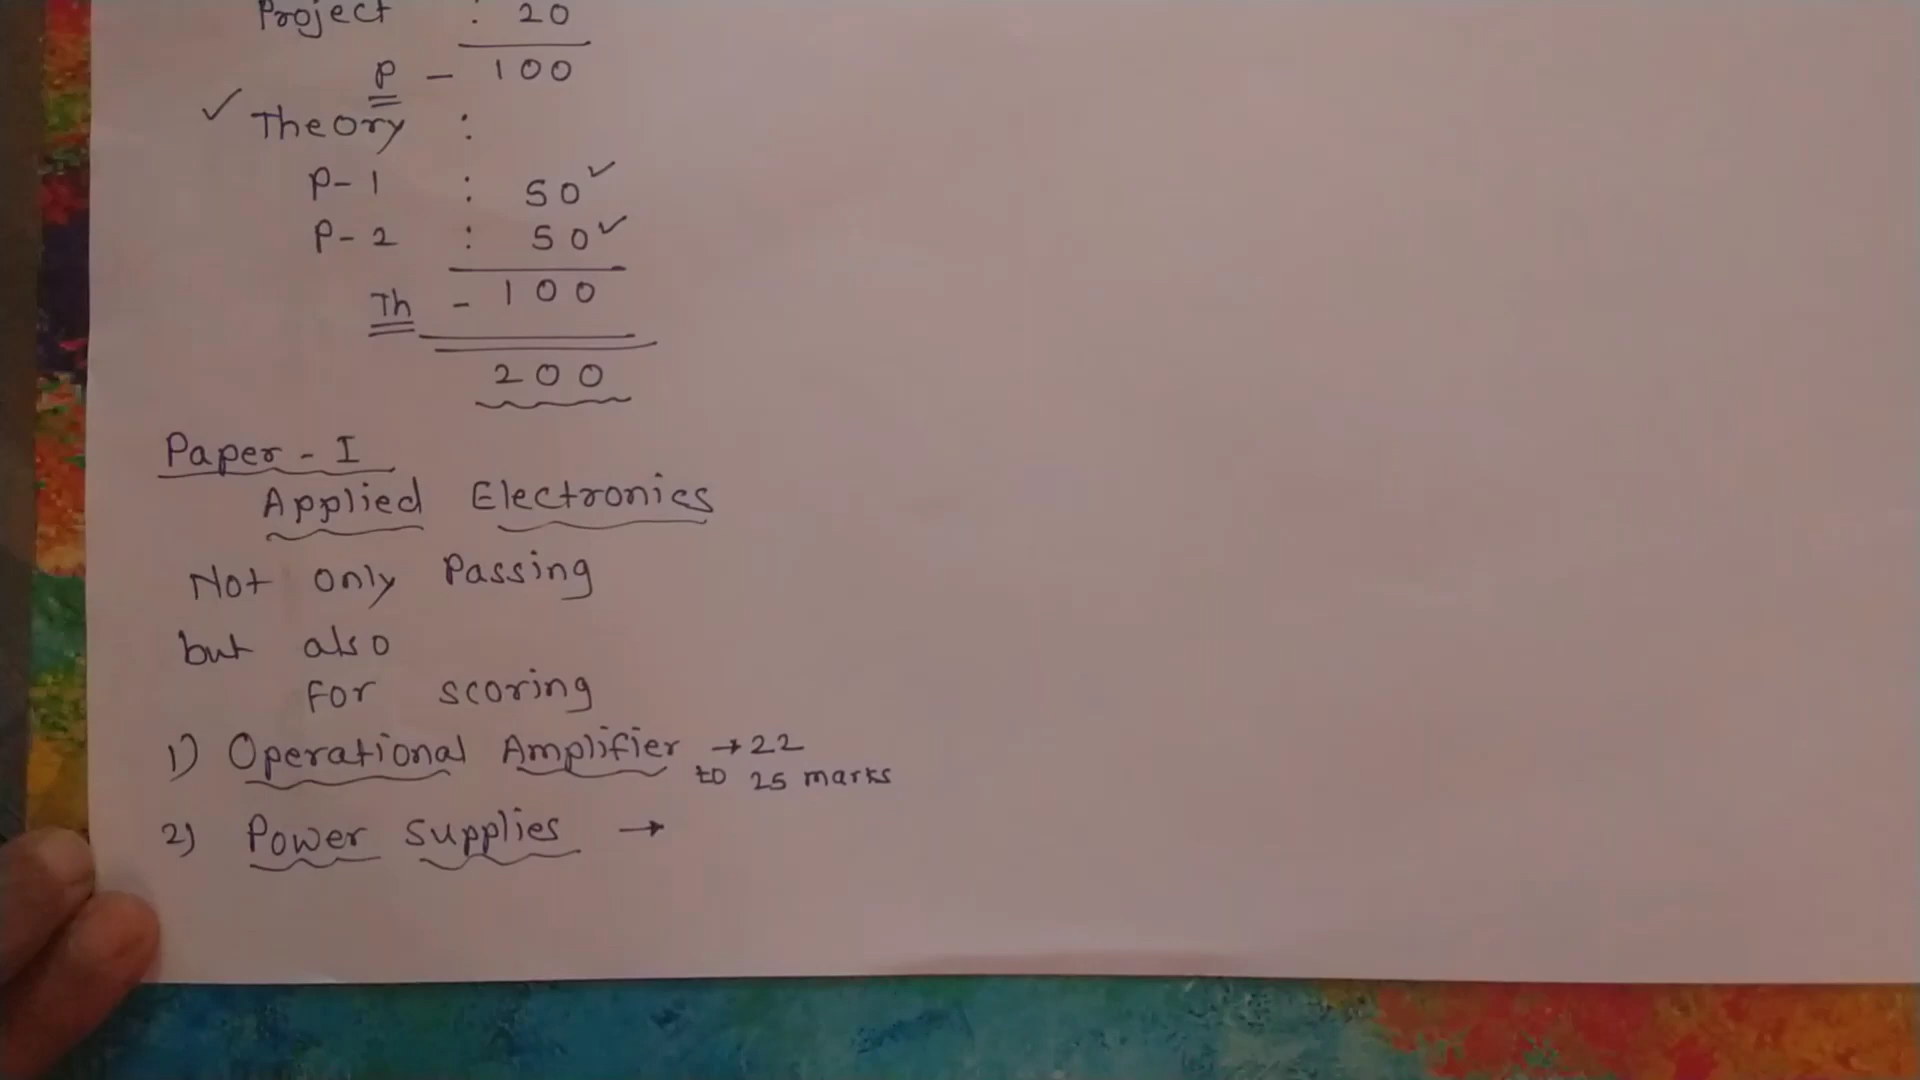 Project : 20
P - 100
✓ Theory :
P-1 : 50 ✓
P-2 : 50 ✓
Th - 100
200
Paper - I
Applied Electronics
Not only Passing
but also
For scoring
1) Operational Amplifier → 22
to 25 marks
2) Power Supplies →